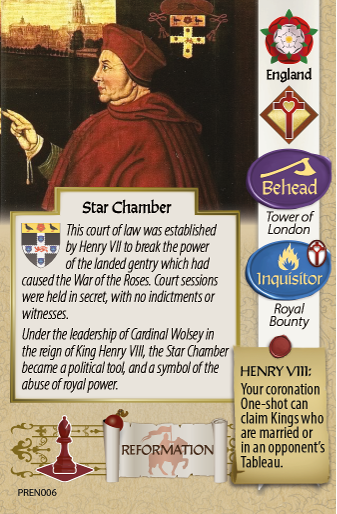 England
Behead
Tower of
London
Inquisitor
Royal
Bounty
Star Chamber
This court of law was established
by Henry VII to break the power
of the landed gentry which had
caused the War of the Roses. Court sessions
were held in secret, with no indictments or
witnesses.
Under the leadership of Cardinal Wolsey in
the reign of King Henry VIII, the Star Chamber
became a political tool, and a symbol of the
abuse of royal power.
HENRY VIII:
Your coronation
One-shot can
claim Kings who
are married or
in an opponent's
Tableau.
REFORMATION
PREN006